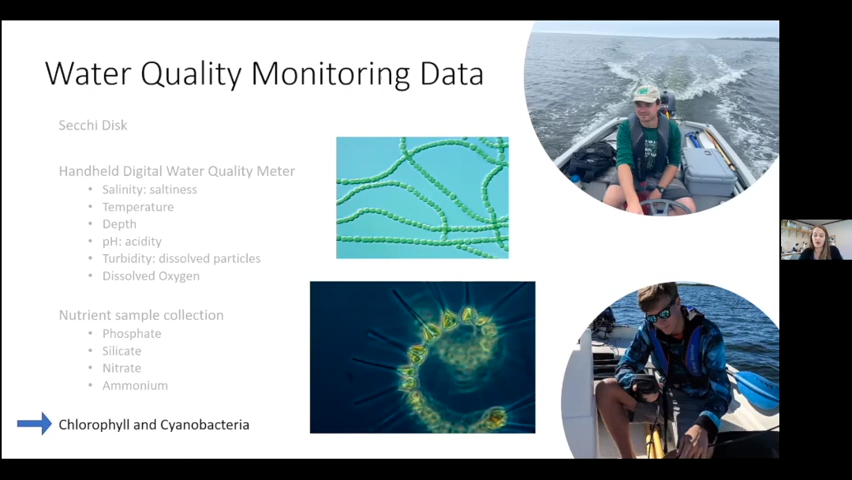 Water Quality Monitoring Data
Secchi Disk
Handheld Digital Water Quality Meter
• Salinity: saltiness
• Temperature
• Depth
• pH: acidity
• Turbidity: dissolved particles
• Dissolved Oxygen
Nutrient sample collection
• Phosphate
• Silicate
• Nitrate
• Ammonium
Chlorophyll and Cyanobacteria